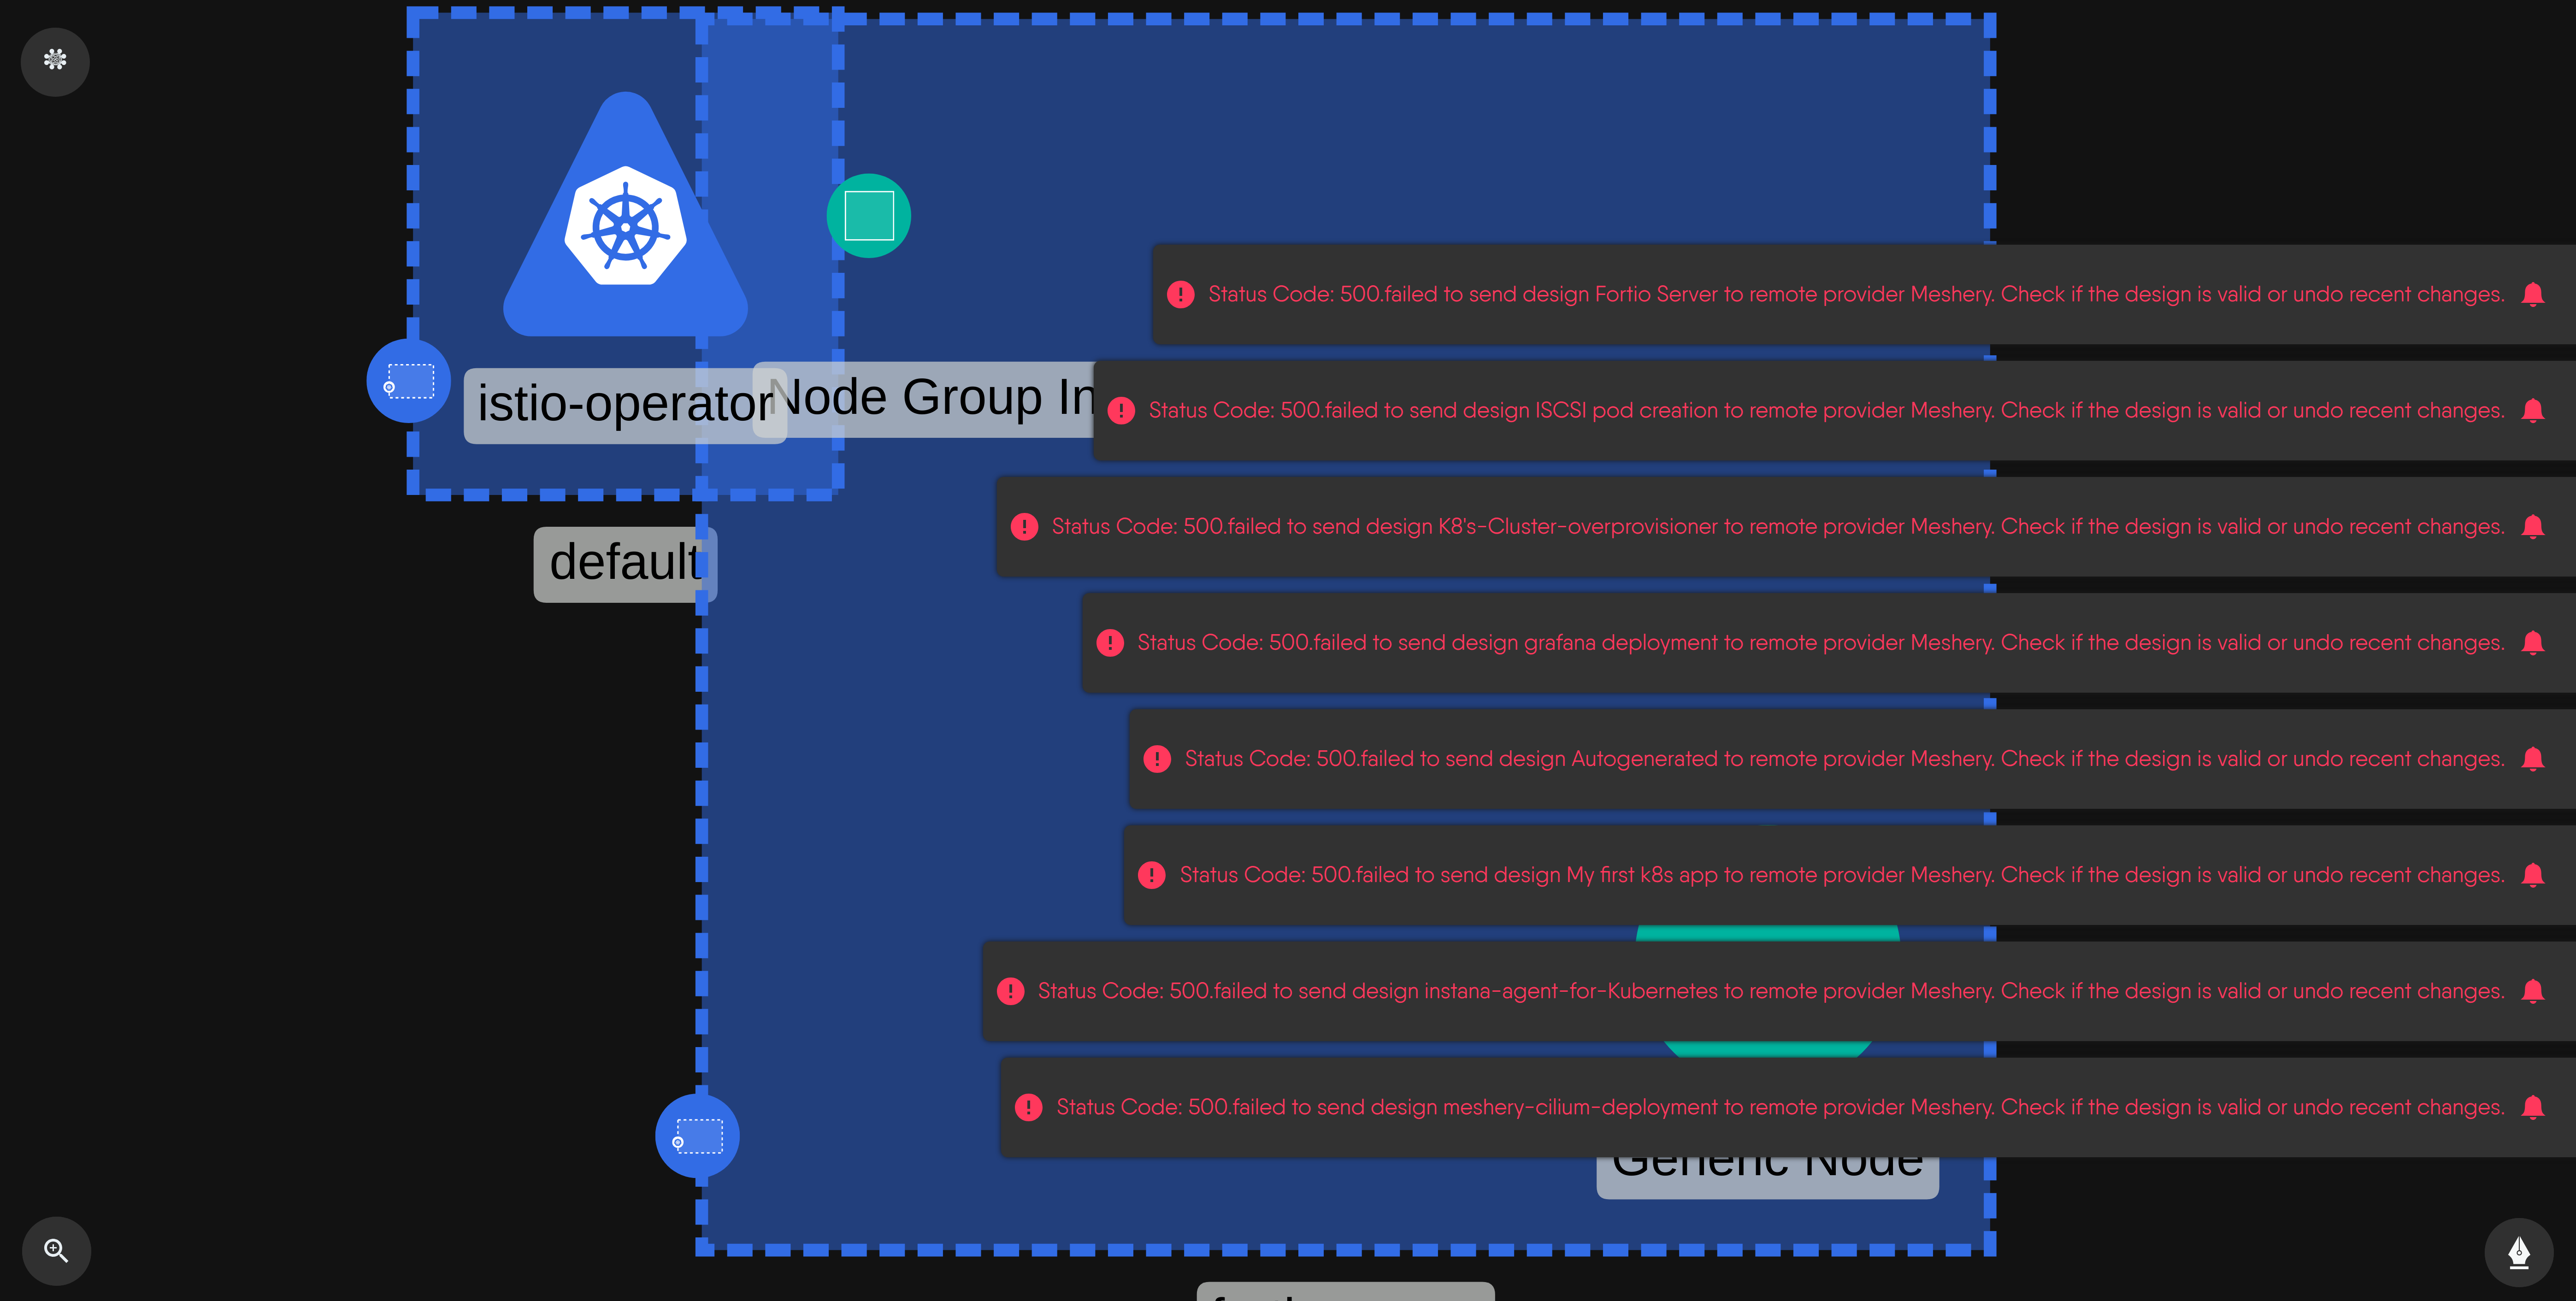 Status Code: 500.failed to send design Fortio Server to remote provider Meshery. Check if the design is valid or undo recent changes.
istio-operator
Node Group In
Status Code: 500.failed to send design ISCSI pod creation to remote provider Meshery. Check if the design is valid or undo recent changes.
Status Code: 500.failed to send design K8's-Cluster-overprovisioner to remote provider Meshery. Check if the design is valid or undo recent changes.
default
Status Code: 500.failed to send design grafana deployment to remote provider Meshery. Check if the design is valid or undo recent changes.
Status Code: 500.failed to send design Autogenerated to remote provider Meshery. Check if the design is valid or undo recent changes.
Status Code: 500.failed to send design My first k8s app to remote provider Meshery. Check if the design is valid or undo recent changes.
Status Code: 500.failed to send design instana-agent-for-Kubernetes to remote provider Meshery. Check if the design is valid or undo recent changes.
Status Code: 500.failed to send design meshery-cilium-deployment to remote provider Meshery. Check if the design is valid or undo recent changes.
Generic Node